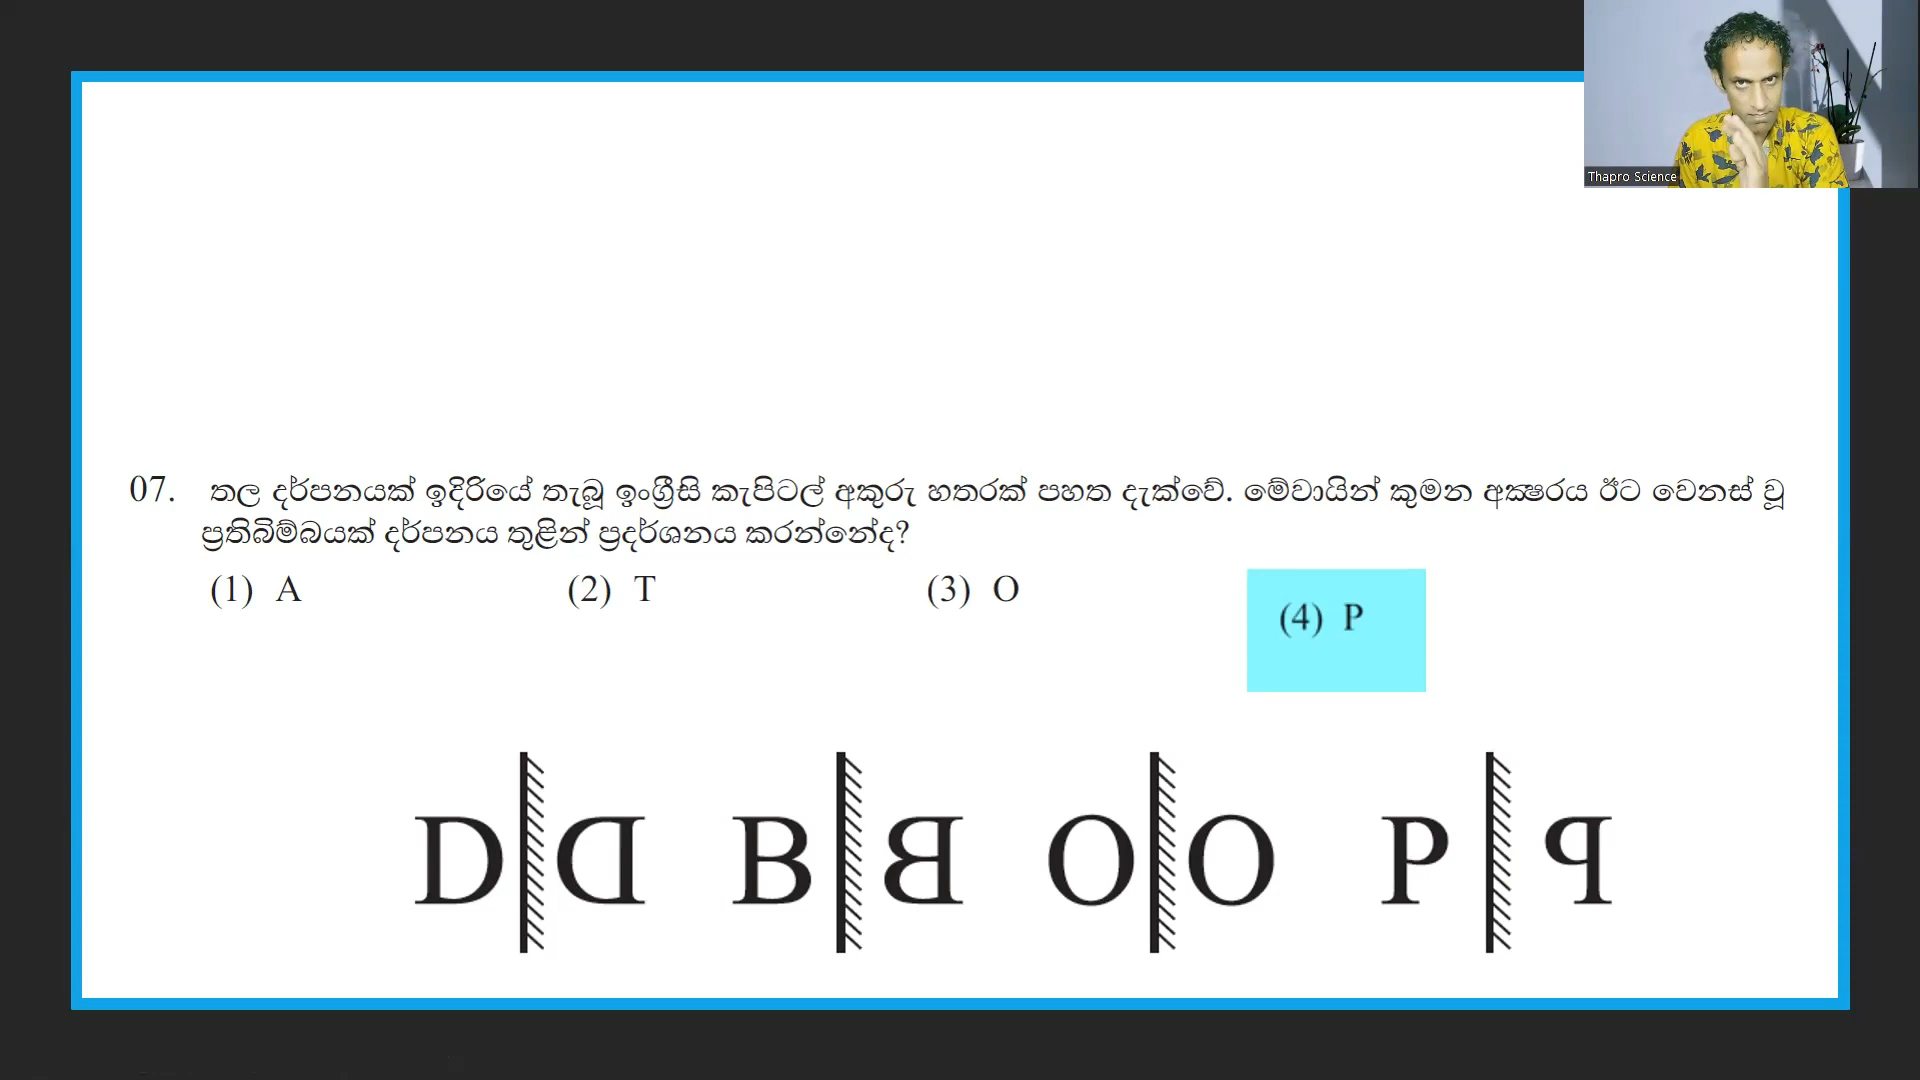 Thapro Science
07. තල දර්පනයක් ඉදිරියේ තැබූ ඉංග්‍රීසි කැපිටල් අකුරු හතරක් පහත දැක්වේ. මේවායින් කුමන අක්‍ෂරය ඊට වෙනස් වූ
ප්‍රතිබිම්බයක් දර්පනය තුළින් ප්‍රදර්ශනය කරන්නේද?
(1) A (2) T (3) O (4) P
D D B B O O P P